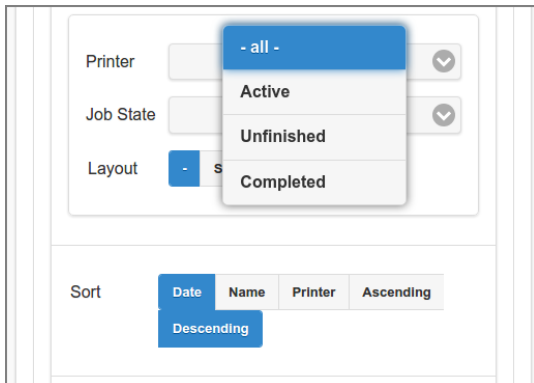 - all -
Printer
Active
Job State
Unfinished
Layout - S
Completed
Sort Date Name Printer Ascending
Descending